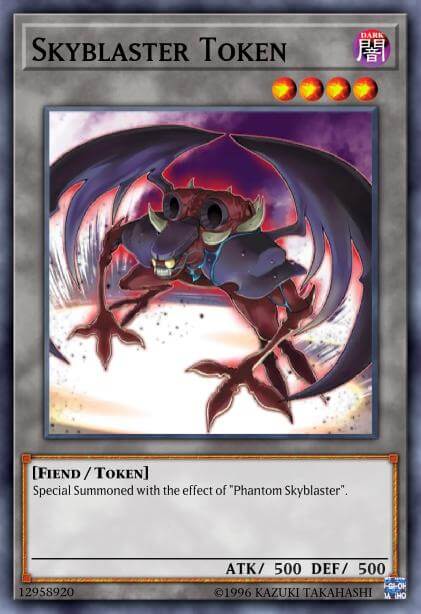 Skyblaster Token
DARK
闇
[Fiend / Token]
Special Summoned with the effect of "Phantom Skyblaster".
ATK/ 500 DEF/ 500
12958920
©1996 KAZUKI TAKAHASHI